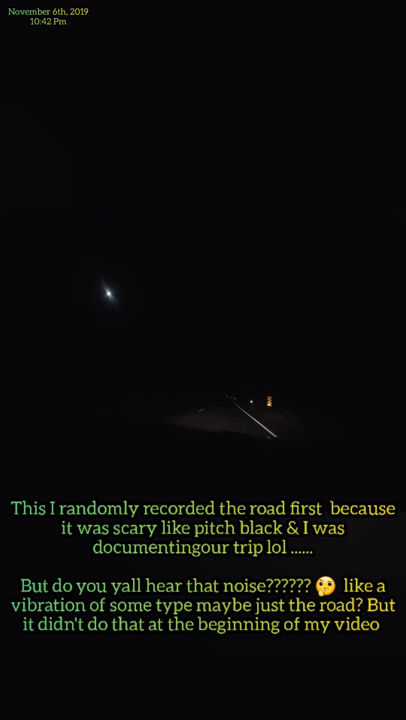 November 6th, 2019
10:42 Pm
This I randomly recorded the road first because
it was scary like pitch black & I was
documentingour trip lol ......
But do you yall hear that noise?????? 🤔 like a
vibration of some type maybe just the road? But
it didn't do that at the beginning of my video